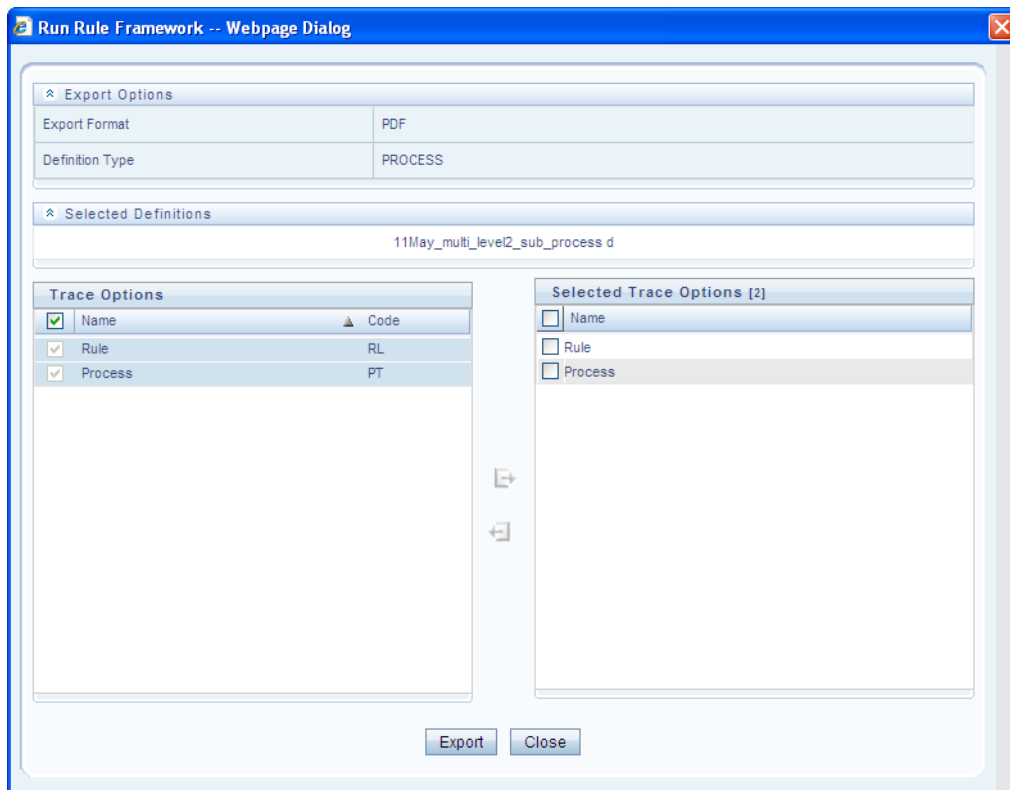 Run Rule Framework -- Webpage Dialog
Export Options
Export Format PDF
Definition Type PROCESS
Selected Definitions
11May_multi_level2_sub_process d
Trace Options
Name Code
Rule RL
Process PT
Selected Trace Options [2]
Name
Rule
Process
Export Close